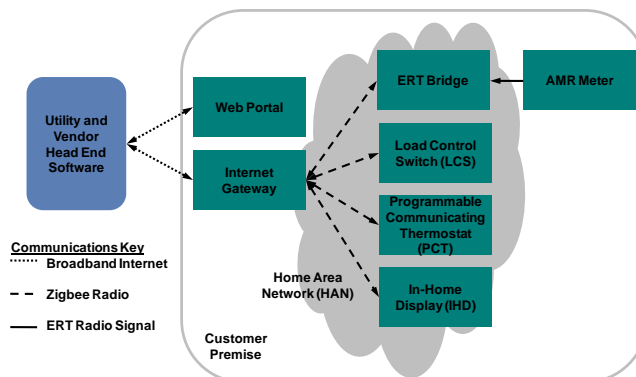 ERT Bridge
AMR Meter
Web Portal
Utility and
Vendor
Head End
Software
Load Control
Switch (LCS)
Internet
Gateway
Programmable
Communicating
Thermostat
(PCT)
Communications Key
Broadband Internet
Zigbee Radio
ERT Radio Signal
Home Area
Network (HAN)
In-Home
Display (IHD)
Customer
Premise